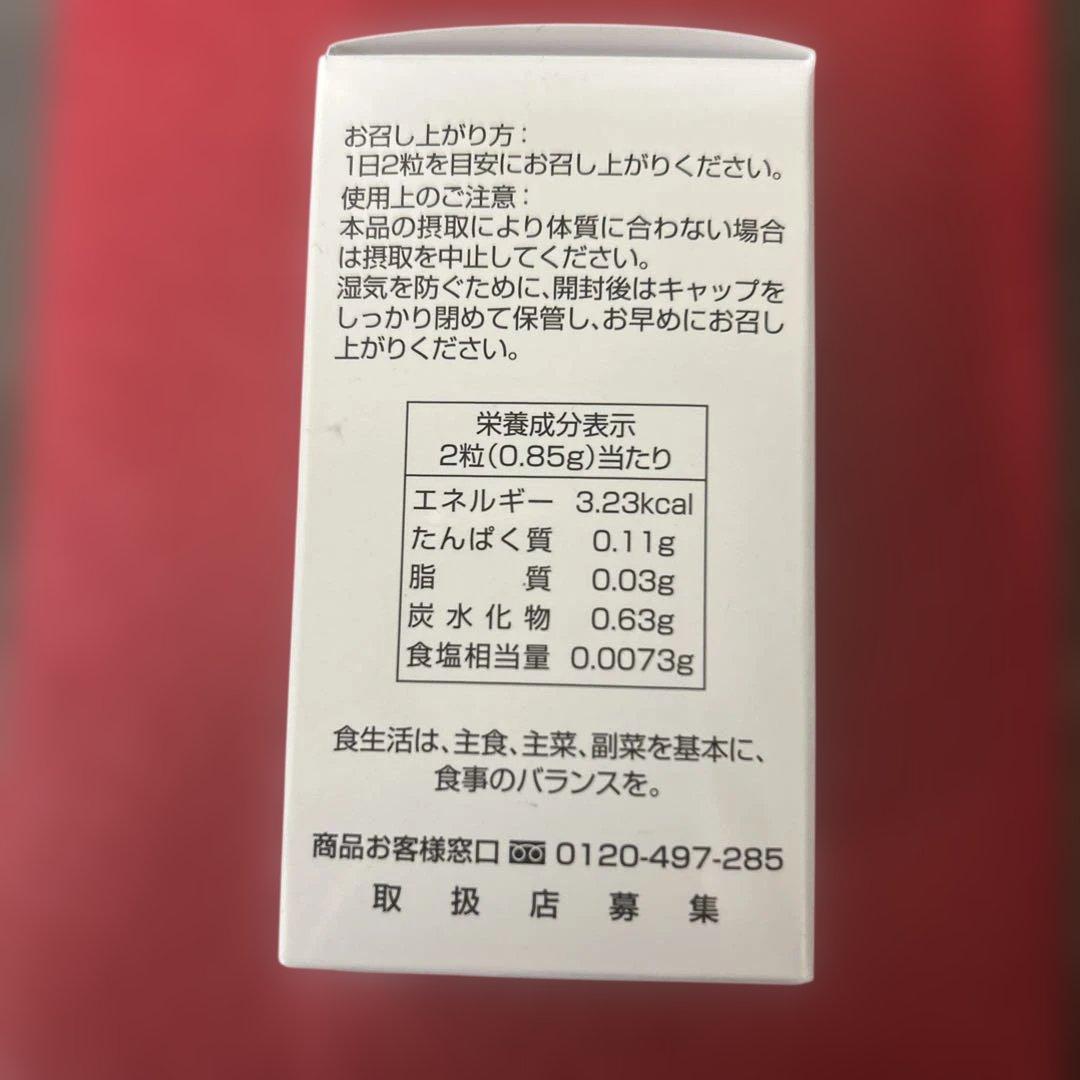 お召し上がり方：
1日2粒を目安にお召し上がりください。
使用上のご注意：
本品の摂取により体質に合わない場合
は摂取を中止してください。
湿気を防ぐために、開封後はキャップを
しっかり閉めて保管し、お早めにお召し
上がりください。
栄養成分表示
2粒(0.85g)当たり
エネルギー 3.23kcal
たんぱく質 0.11g
脂質 0.03g
炭水化物 0.63g
食塩相当量 0.0073g
食生活は、主食、主菜、副菜を基本に、
食事のバランスを。
商品お客様窓口 0120-497-285
取扱店募集